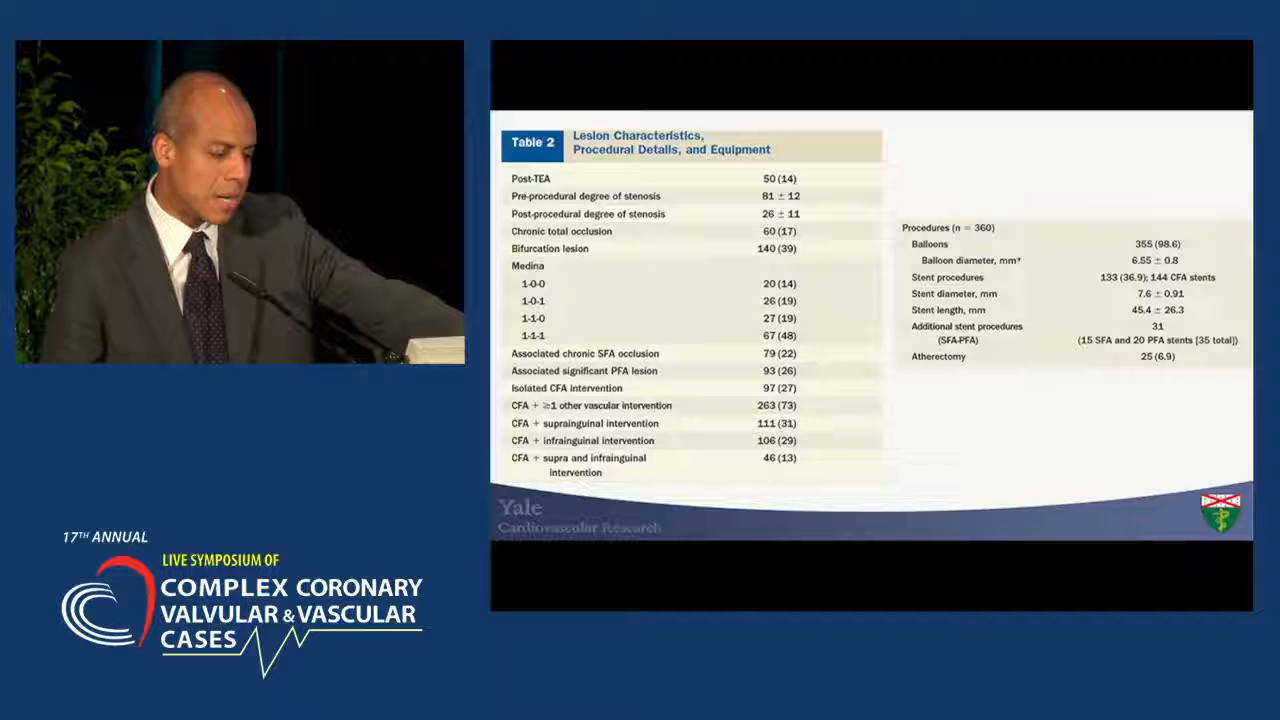 Table 2
Lesion Characteristics,
Procedural Details, and Equipment
Post-TEA 50 (14)
Pre-procedural degree of stenosis 81 ± 12
Post-procedural degree of stenosis 26 ± 11
Chronic total occlusion 60 (17)
Bifurcation lesion 140 (39)
Medina
1-0-0 20 (14)
1-0-1 26 (19)
1-1-0 27 (19)
1-1-1 67 (48)
Associated chronic SFA occlusion 79 (22)
Associated significant PFA lesion 93 (26)
Isolated CFA intervention 97 (27)
CFA + ≥1 other vascular intervention 263 (73)
CFA + suprainguinal intervention 111 (31)
CFA + infrainguinal intervention 106 (29)
CFA + supra and infrainguinal 46 (13)
intervention
Procedures (n = 360)
Balloons 355 (98.6)
Balloon diameter, mm* 6.55 ± 0.8
Stent procedures 133 (36.9); 144 CFA stents
Stent diameter, mm 7.6 ± 0.91
Stent length, mm 45.4 ± 26.3
Additional stent procedures 31
(SFA-PFA) (15 SFA and 20 PFA stents [35 total])
Atherectomy 25 (6.9)
Yale
Cardiovascular Research
17TH ANNUAL
LIVE SYMPOSIUM OF
COMPLEX CORONARY
VALVULAR & VASCULAR
CASES